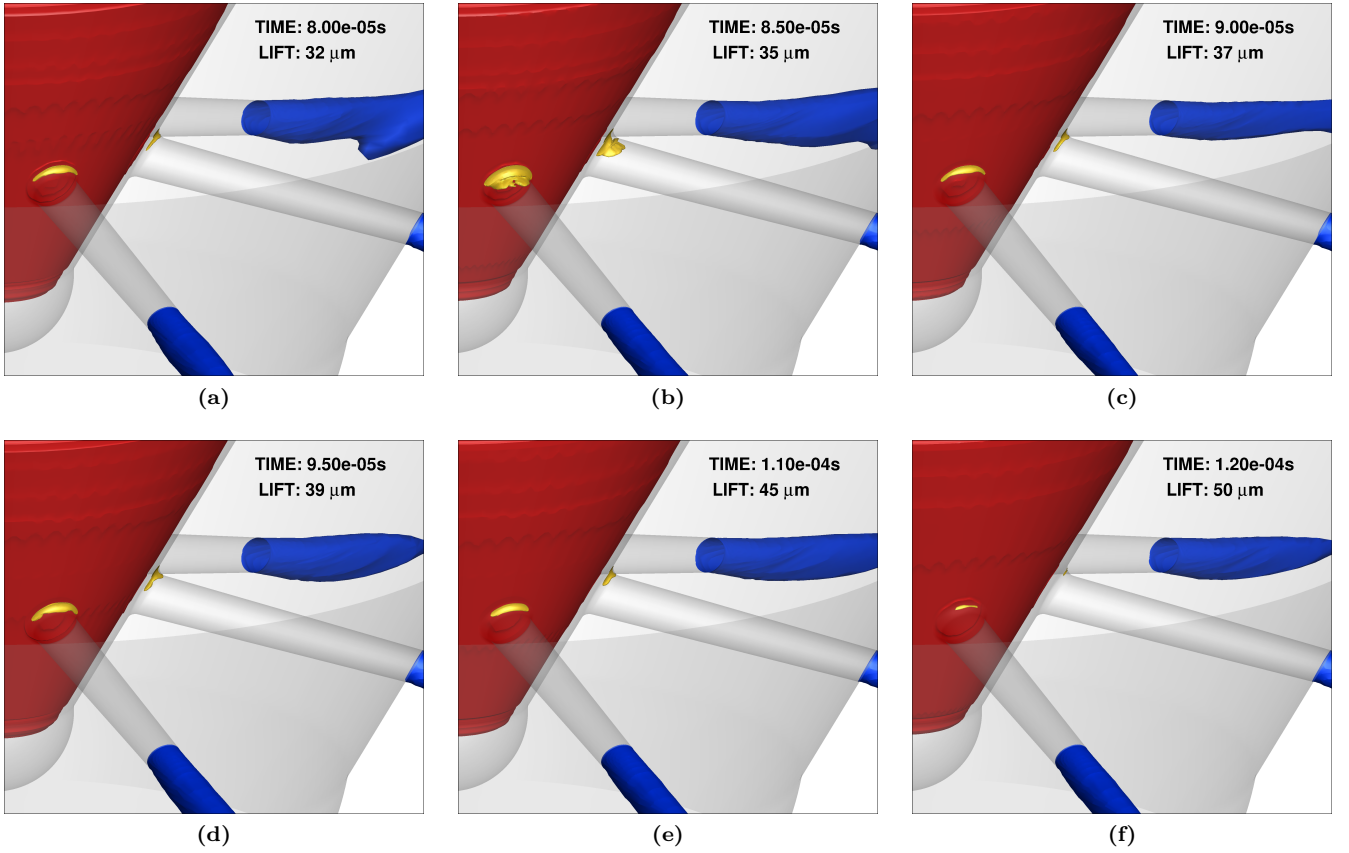 TIME: 8.00e-05s
LIFT: 32 μm
TIME: 8.50e-05s
LIFT: 35 μm
TIME: 9.00e-05s
LIFT: 37 μm
(a)
(b)
(c)
TIME: 9.50e-05s
LIFT: 39 μm
TIME: 1.10e-04s
LIFT: 45 μm
TIME: 1.20e-04s
LIFT: 50 μm
(d)
(e)
(f)